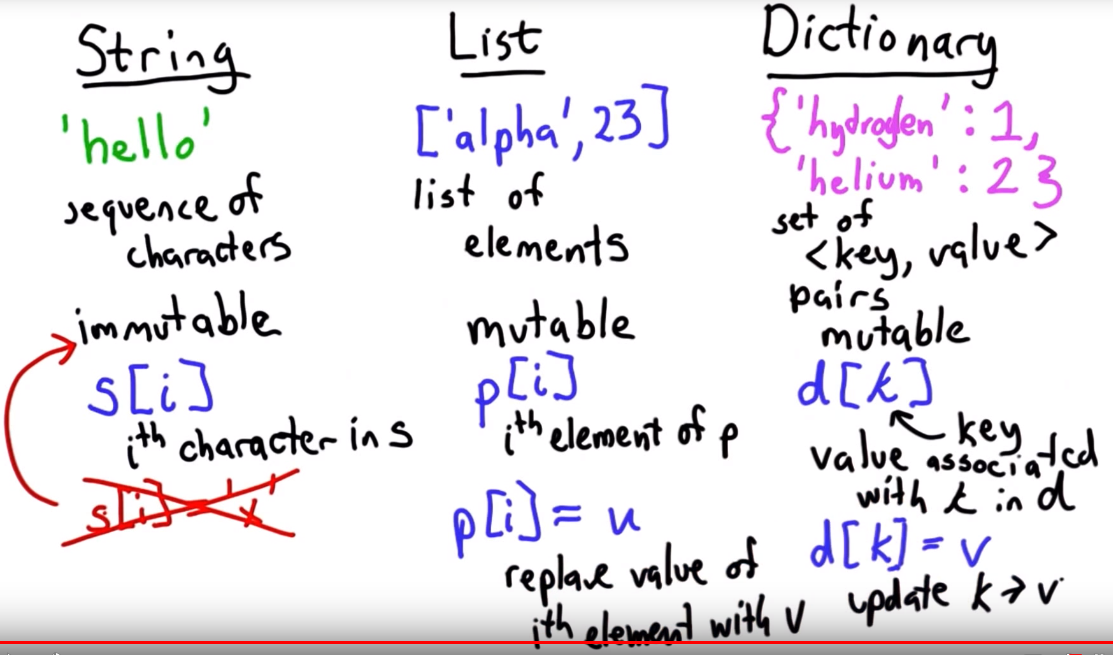 String
'hello'
sequence of
characters
immutable
s[i]
ith character in s
s[i] = 'x'
List
['alpha', 23]
list of
elements
mutable
p[i]
ith element of p
p[i] = u
replave value of
ith element with v
Dictionary
{'hydrogen' : 1,
'helium' : 2 }
set of
<key, value>
pairs
mutable
d[k]
key
value associated
with k in d
d[k] = v
update k → v